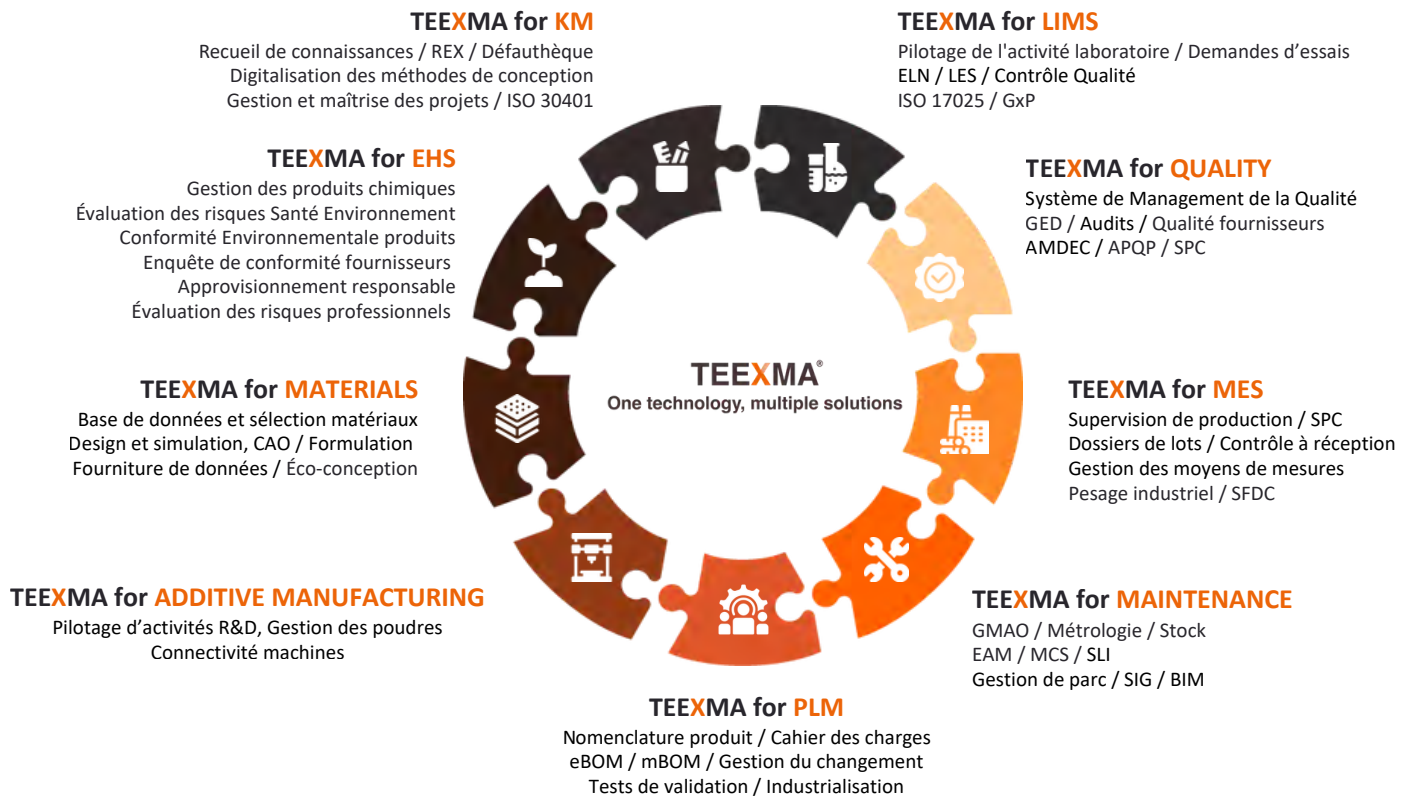 TEEXMA for KM
Recueil de connaissances / REX / Défauthèque
Digitalisation des méthodes de conception
Gestion et maîtrise des projets / ISO 30401
TEEXMA for LIMS
Pilotage de l'activité laboratoire / Demandes d’essais
ELN / LES / Contrôle Qualité
ISO 17025 / GxP
TEEXMA for EHS
Gestion des produits chimiques
Évaluation des risques Santé Environnement
Conformité Environnementale produits
Enquête de conformité fournisseurs
Approvisionnement responsable
Évaluation des risques professionnels
TEEXMA for QUALITY
Système de Management de la Qualité
GED / Audits / Qualité fournisseurs
AMDEC / APQP / SPC
TEEXMA®
One technology, multiple solutions
TEEXMA for MATERIALS
Base de données et sélection matériaux
Design et simulation, CAO / Formulation
Fourniture de données / Éco-conception
TEEXMA for MES
Supervision de production / SPC
Dossiers de lots / Contrôle à réception
Gestion des moyens de mesures
Pesage industriel / SFDC
TEEXMA for ADDITIVE MANUFACTURING
Pilotage d’activités R&D, Gestion des poudres
Connectivité machines
TEEXMA for MAINTENANCE
GMAO / Métrologie / Stock
EAM / MCS / SLI
Gestion de parc / SIG / BIM
TEEXMA for PLM
Nomenclature produit / Cahier des charges
eBOM / mBOM / Gestion du changement
Tests de validation / Industrialisation